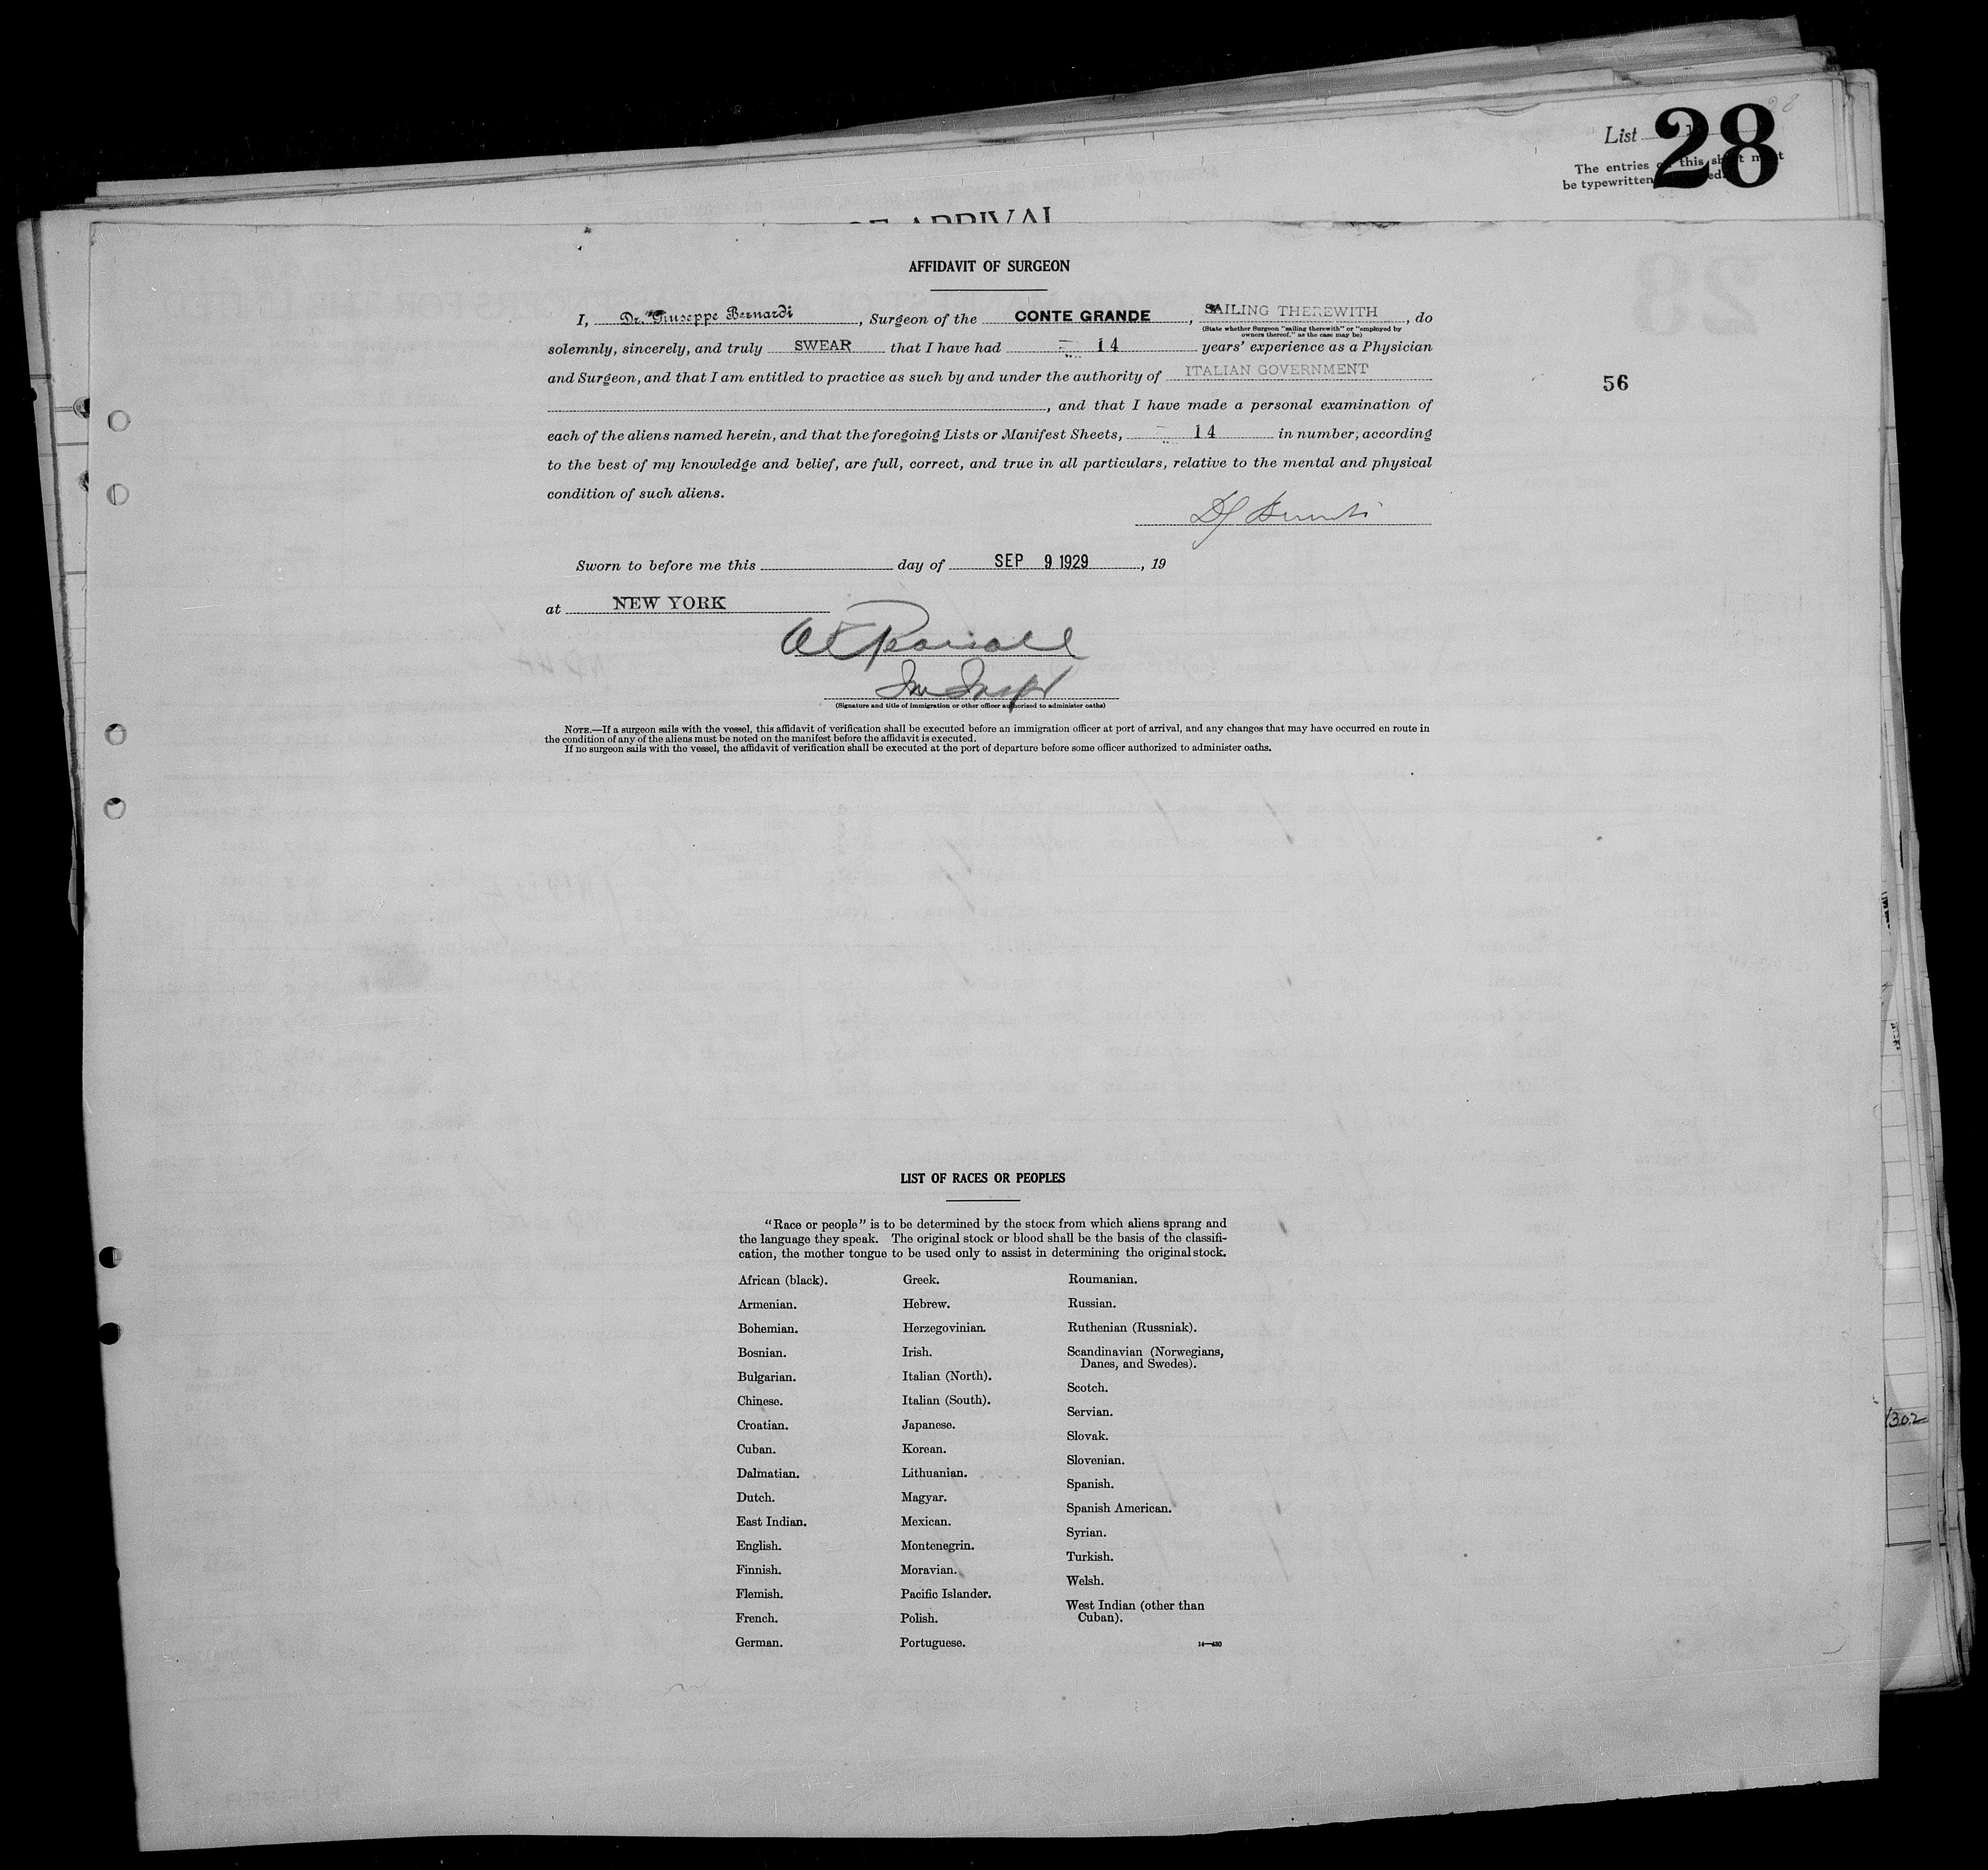 28
List
28
The entries this
be typewritten
OF ARRIVAL
AFFIDAVIT OF SURGEON
I, Dr. Giuseppe Bernardi, Surgeon of the CONTE GRANDE, SAILING THEREWITH, do
(State whether Surgeon "sailing therewith" or "employed by
owners thereof," as the case may be)
solemnly, sincerely, and truly SWEAR that I have had 14 years' experience as a Physician
and Surgeon, and that I am entitled to practice as such by and under the authority of ITALIAN GOVERNMENT
56
, and that I have made a personal examination of
each of the aliens named herein, and that the foregoing Lists or Manifest Sheets, 14 in number, according
to the best of my knowledge and belief, are full, correct, and true in all particulars, relative to the mental and physical
condition of such aliens.
Sworn to before me this day of SEP 9 1929, 19
at NEW YORK
Im Inspr
(Signature and title of immigration or other officer authorized to administer oaths)
NOTE.—If a surgeon sails with the vessel, this affidavit of verification shall be executed before an immigration officer at port of arrival, and any changes that may have occurred en route in
the condition of any of the aliens must be noted on the manifest before the affidavit is executed.
If no surgeon sails with the vessel, the affidavit of verification shall be executed at the port of departure before some officer authorized to administer oaths.
LIST OF RACES OR PEOPLES
"Race or people" is to be determined by the stock from which aliens sprang and
the language they speak. The original stock or blood shall be the basis of the classifi-
cation, the mother tongue to be used only to assist in determining the original stock.
African (black).
Armenian.
Bohemian.
Bosnian.
Bulgarian.
Chinese.
Croatian.
Cuban.
Dalmatian.
Dutch.
East Indian.
English.
Finnish.
Flemish.
French.
German.
Greek.
Hebrew.
Herzegovinian.
Irish.
Italian (North).
Italian (South).
Japanese.
Korean.
Lithuanian.
Magyar.
Mexican.
Montenegrin.
Moravian.
Pacific Islander.
Polish.
Portuguese.
Roumanian.
Russian.
Ruthenian (Russniak).
Scandinavian (Norwegians,
Danes, and Swedes).
Scotch.
Servian.
Slovak.
Slovenian.
Spanish.
Spanish American.
Syrian.
Turkish.
Welsh.
West Indian (other than
Cuban).
14—430
1302